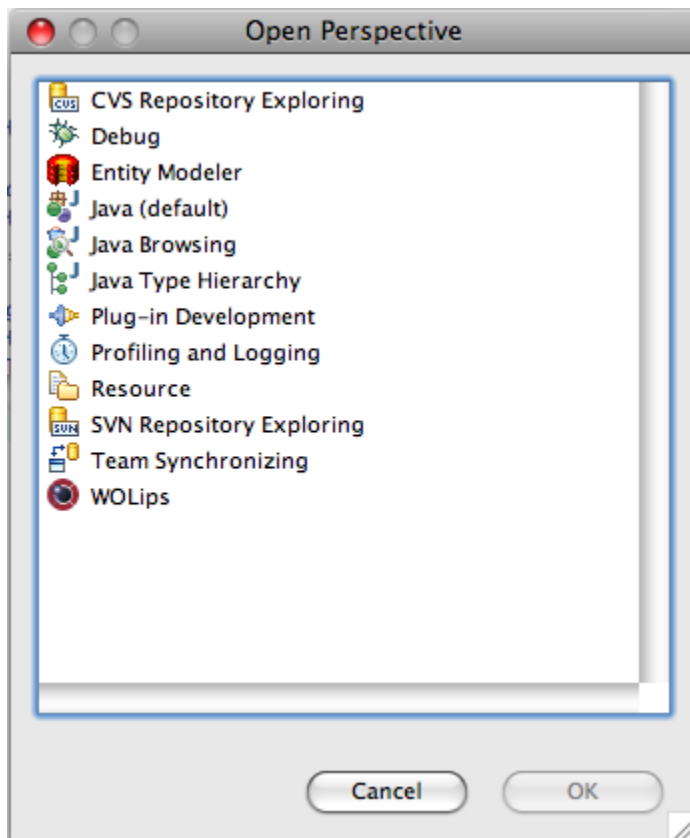 Open Perspective
CVS Repository Exploring
Debug
Entity Modeler
Java (default)
Java Browsing
Java Type Hierarchy
Plug-in Development
Profiling and Logging
Resource
SVN Repository Exploring
Team Synchronizing
WOLips
Cancel OK